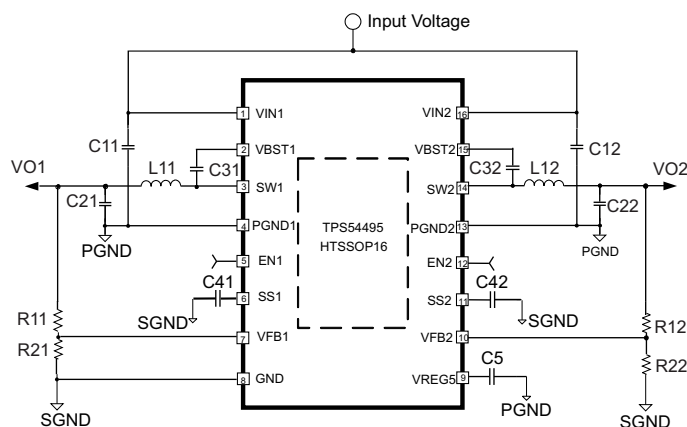 Input Voltage
1 VIN1 VIN2 16
C11 C12
2 VBST1 VBST2 15
VO1 L11 C31 C32 L12 VO2
3 SW1 SW2 14
C21 C22
TPS54495
HTSSOP16
4 PGND1 PGND2 13
PGND PGND
5 EN1 EN2 12
C41 C42
6 SS1 SS2 11
SGND SGND
R11 R12
7 VFB1 VFB2 10
R21 R22
C5
8 GND VREG5 9
SGND PGND SGND